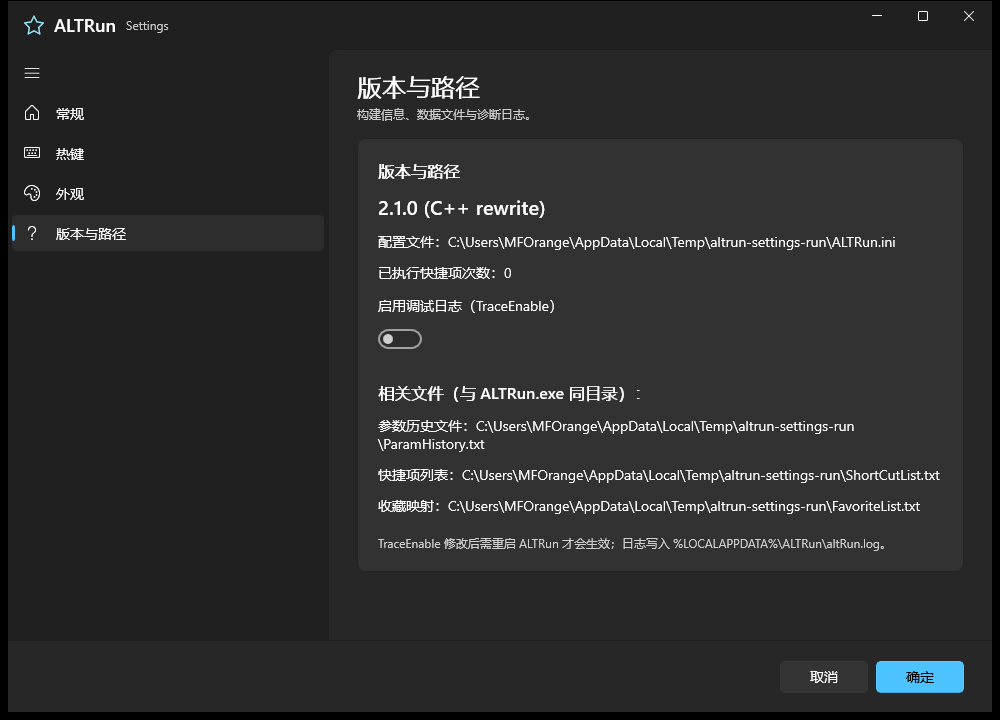 ALTRun Settings
常规
热键
外观
? 版本与路径
版本与路径
构建信息、数据文件与诊断日志。
版本与路径
2.1.0 (C++ rewrite)
配置文件：C:\Users\MFOrange\AppData\Local\Temp\altrun-settings-run\ALTRun.ini
已执行快捷项次数：0
启用调试日志（TraceEnable）
相关文件（与 ALTRun.exe 同目录）：
参数历史文件：C:\Users\MFOrange\AppData\Local\Temp\altrun-settings-run
\ParamHistory.txt
快捷项列表：C:\Users\MFOrange\AppData\Local\Temp\altrun-settings-run\ShortCutList.txt
收藏映射：C:\Users\MFOrange\AppData\Local\Temp\altrun-settings-run\FavoriteList.txt
TraceEnable 修改后需重启 ALTRun 才会生效；日志写入 %LOCALAPPDATA%\ALTRun\altRun.log。
取消
确定